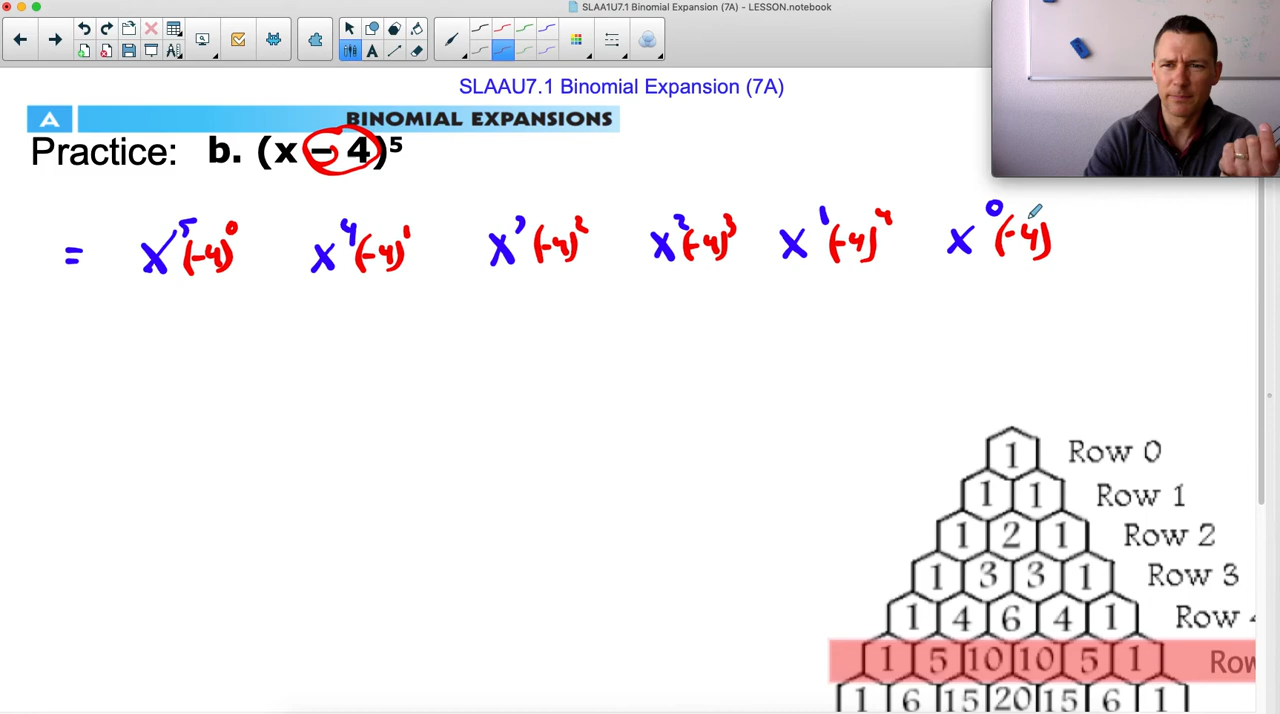 SLAA1U7.1 Binomial Expansion (7A) - LESSON.notebook
A
SLAAU7.1 Binomial Expansion (7A)
A BINOMIAL EXPANSIONS
Practice: b. (x – 4)⁵
= x⁵(-4)⁰ x⁴(-4)¹ x³(-4)² x²(-4)³ x¹(-4)⁴ x⁰(-4)
1 Row 0
1 1 Row 1
1 2 1 Row 2
1 3 3 1 Row 3
1 4 6 4 1 Row 4
1 5 10 10 5 1 Row
1 6 15 20 15 6 1